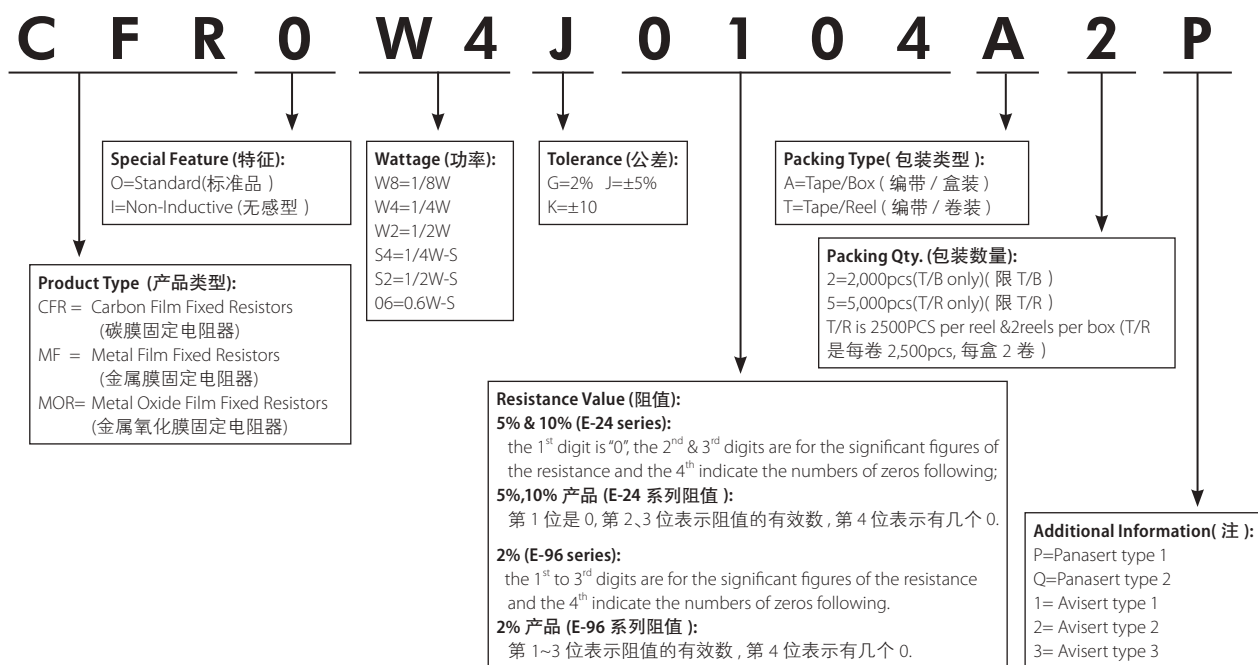 C F R 0 W 4 J 0 1 0 4 A 2 P
Special Feature (特征):
O=Standard(标准品 )
I=Non-Inductive (无感型 )
Wattage (功率):
W8=1/8W
W4=1/4W
W2=1/2W
S4=1/4W-S
S2=1/2W-S
06=0.6W-S
Tolerance (公差):
G=2% J=±5%
K=±10
Packing Type( 包装类型 ):
A=Tape/Box ( 编带 / 盒装 )
T=Tape/Reel ( 编带 / 卷装 )
Packing Qty. (包装数量):
2=2,000pcs(T/B only)( 限 T/B )
5=5,000pcs(T/R only)( 限 T/R )
T/R is 2500PCS per reel &2reels per box (T/R
是每卷 2,500pcs, 每盒 2 卷 )
Product Type (产品类型):
CFR = Carbon Film Fixed Resistors
(碳膜固定电阻器)
MF = Metal Film Fixed Resistors
(金属膜固定电阻器)
MOR= Metal Oxide Film Fixed Resistors
(金属氧化膜固定电阻器)
Resistance Value (阻值):
5% & 10% (E-24 series):
the 1st digit is “0”, the 2nd & 3rd digits are for the significant figures of
the resistance and the 4th indicate the numbers of zeros following;
5%,10% 产品 (E-24 系列阻值 ):
第 1 位是 0, 第 2、3 位表示阻值的有效数 , 第 4 位表示有几个 0.
2% (E-96 series):
the 1st to 3rd digits are for the significant figures of the resistance
and the 4th indicate the numbers of zeros following.
2% 产品 (E-96 系列阻值 ):
第 1~3 位表示阻值的有效数 , 第 4 位表示有几个 0.
Additional Information( 注 ):
P=Panasert type 1
Q=Panasert type 2
1= Avisert type 1
2= Avisert type 2
3= Avisert type 3